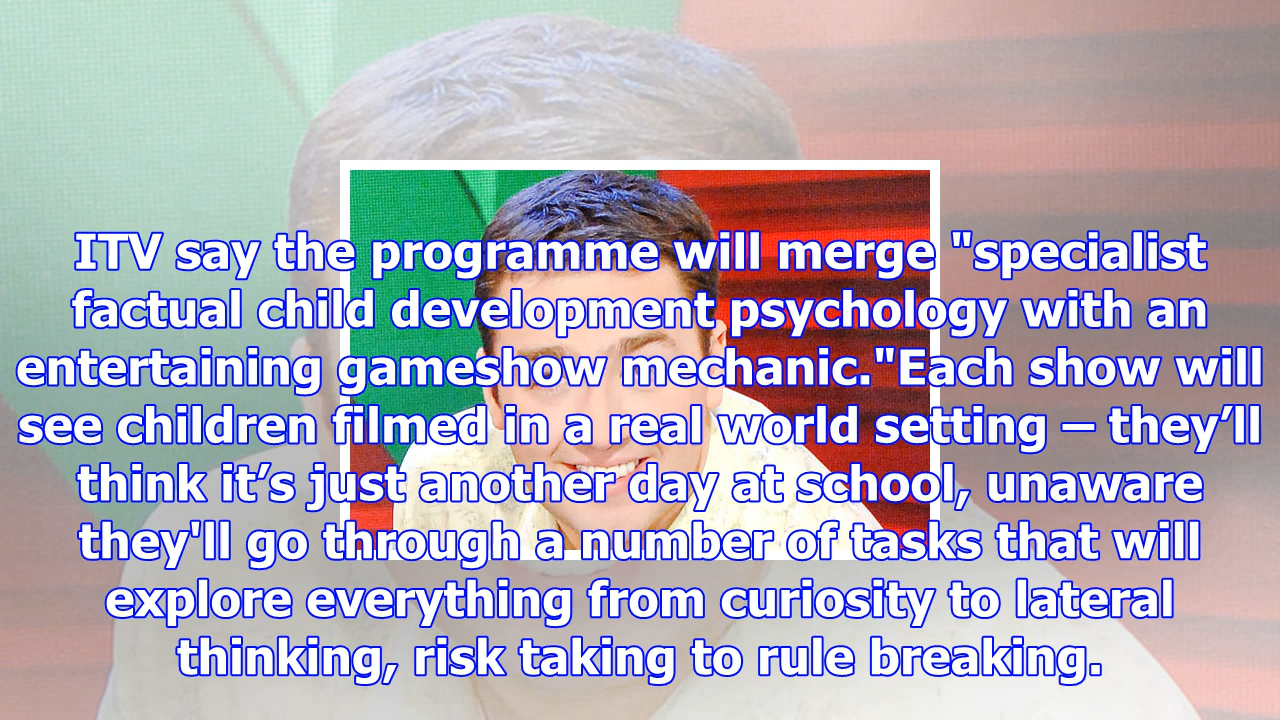 ITV say the programme will merge "specialist
factual child development psychology with an
entertaining gameshow mechanic."Each show will
see children filmed in a real world setting – they’ll
think it’s just another day at school, unaware
they'll go through a number of tasks that will
explore everything from curiosity to lateral
thinking, risk taking to rule breaking.